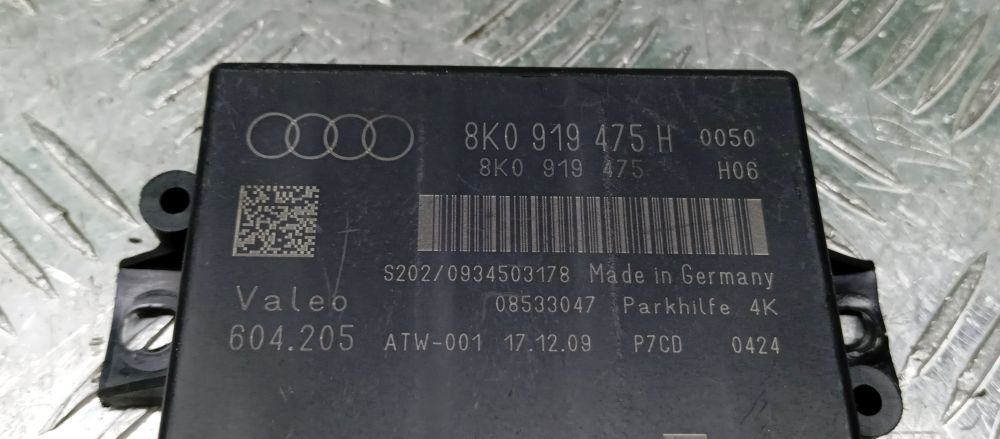 8K0 919 475 H 0050
8K0 919 475 H06
S202/0934503178 Made in Germany
Valeo 08533047 Parkhilfe 4K
604.205 ATW-001 17.12.09 P7CD 0424